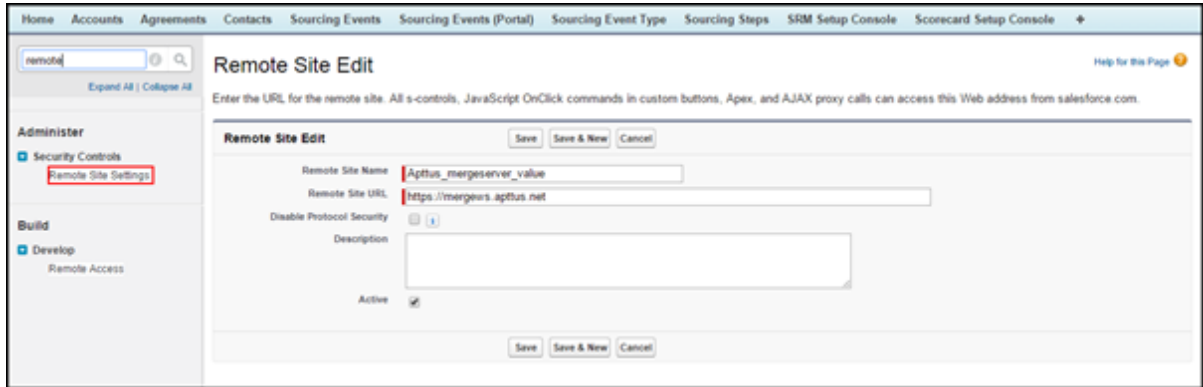 Home Accounts Agreements Contacts Sourcing Events Sourcing Events (Portal) Sourcing Event Type Sourcing Steps SRM Setup Console Scorecard Setup Console +
remote
Expand All | Collapse All
Administer
Security Controls
Remote Site Settings
Build
Develop
Remote Access
Remote Site Edit
Help for this Page ?
Enter the URL for the remote site. All s-controls, JavaScript OnClick commands in custom buttons, Apex, and AJAX proxy calls can access this Web address from salesforce.com.
Remote Site Edit Save Save & New Cancel
Remote Site Name Apttus_mergeserver_value
Remote Site URL https://mergews.apttus.net
Disable Protocol Security i
Description
Active
Save Save & New Cancel